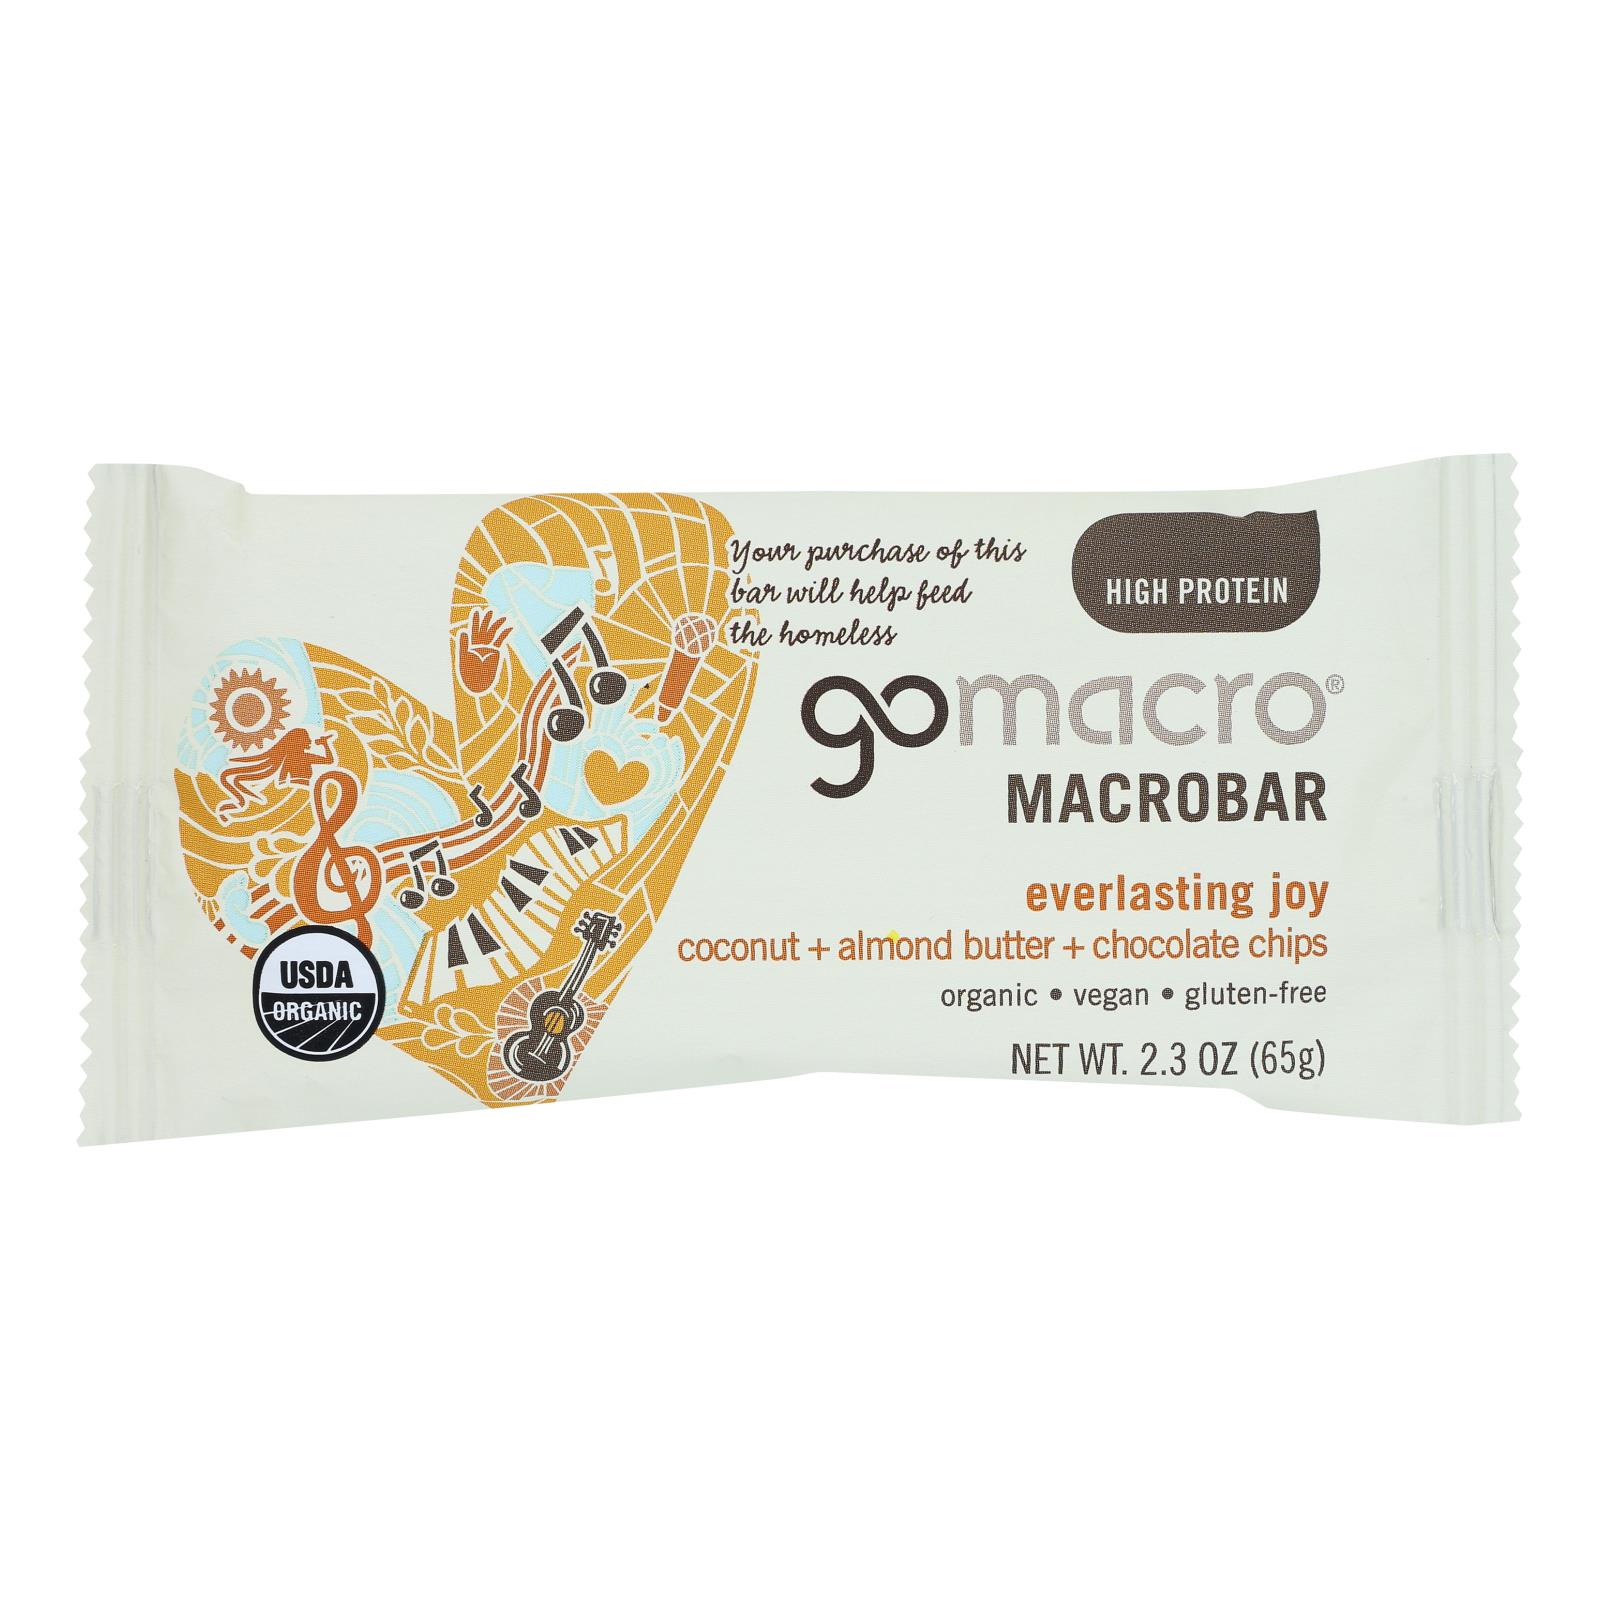 Your purchase of this
bar will help feed
the homeless
HIGH PROTEIN
gomacro®
MACROBAR
everlasting joy
coconut + almond butter + chocolate chips
organic • vegan • gluten-free
NET WT. 2.3 OZ (65g)
USDA
ORGANIC